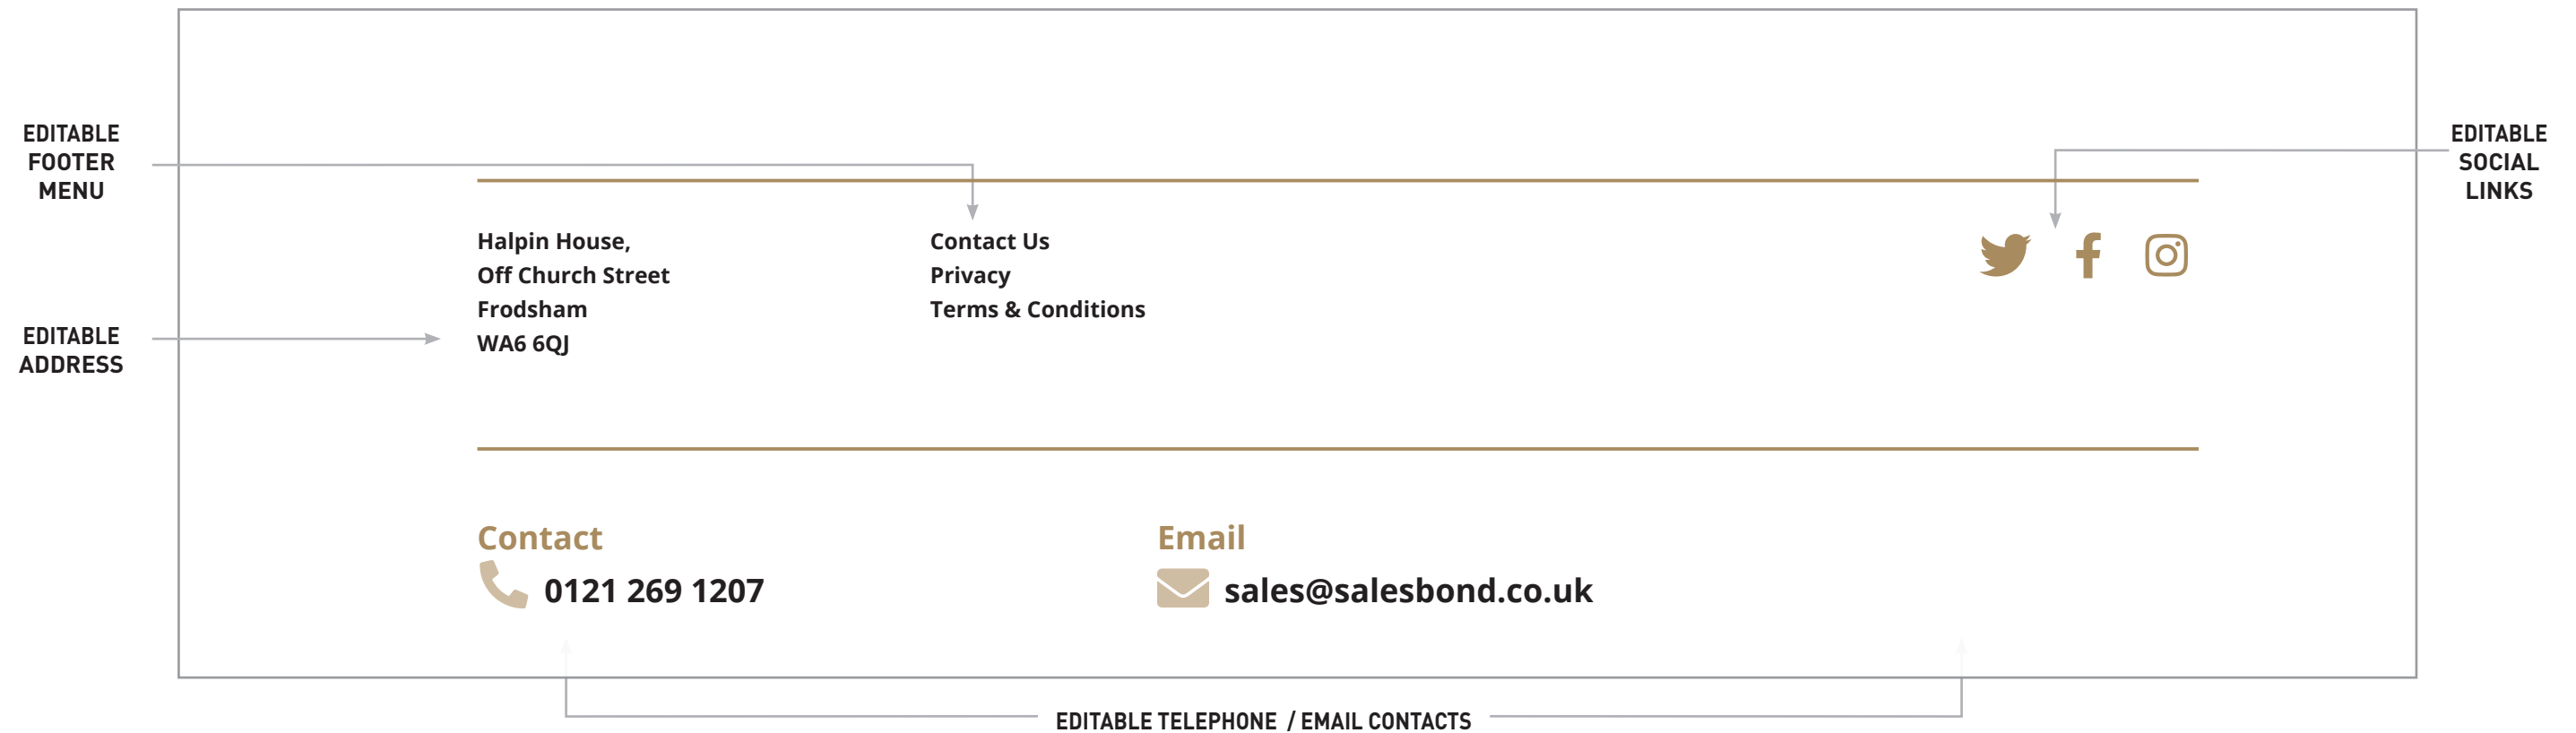 EDITABLE
FOOTER
MENU
EDITABLE
SOCIAL
LINKS
Halpin House,
Off Church Street
Frodsham
WA6 6QJ
Contact Us
Privacy
Terms & Conditions
EDITABLE
ADDRESS
Contact
0121 269 1207
Email
sales@salesbond.co.uk
EDITABLE TELEPHONE / EMAIL CONTACTS